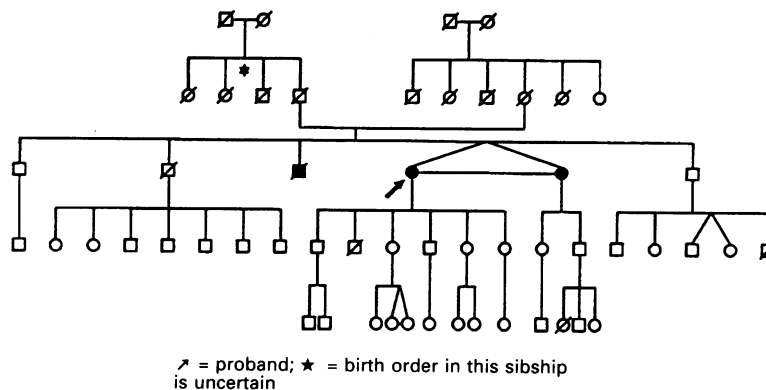 ↗ = proband; ★ = birth order in this sibship
is uncertain